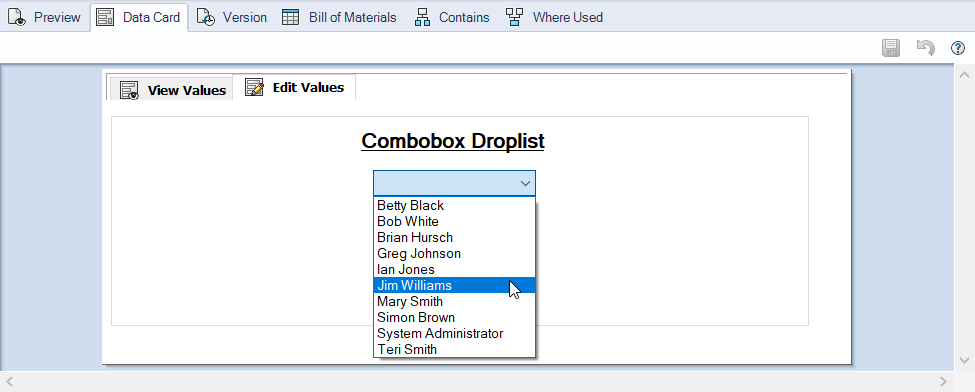 Preview Data Card Version Bill of Materials Contains Where Used
View Values Edit Values
Combobox Droplist
Betty Black
Bob White
Brian Hursch
Greg Johnson
Ian Jones
Jim Williams
Mary Smith
Simon Brown
System Administrator
Teri Smith